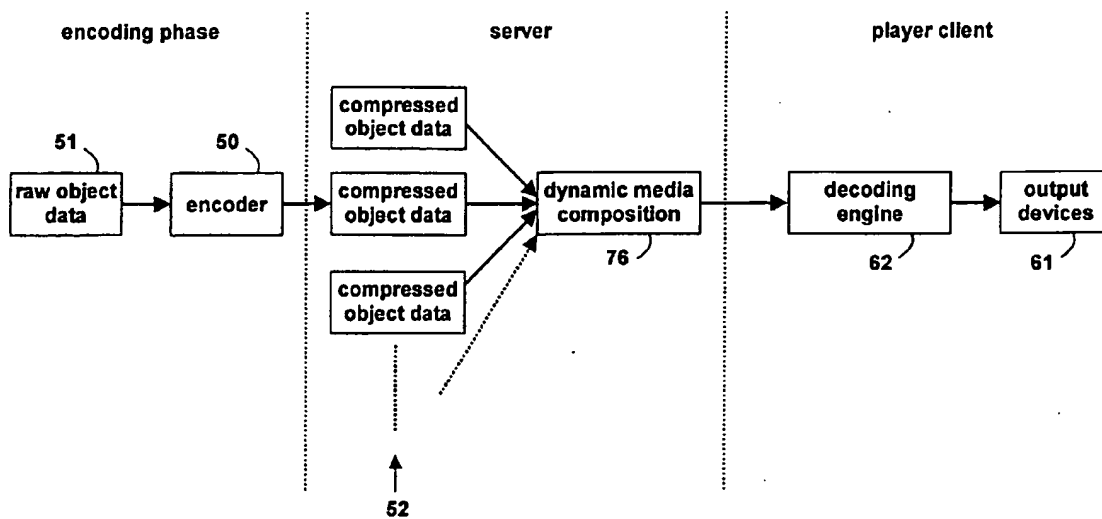 encoding phase
server
player client
51
raw object
data
50
encoder
compressed
object data
compressed
object data
compressed
object data
52
dynamic media
composition
76
decoding
engine
62
output
devices
61